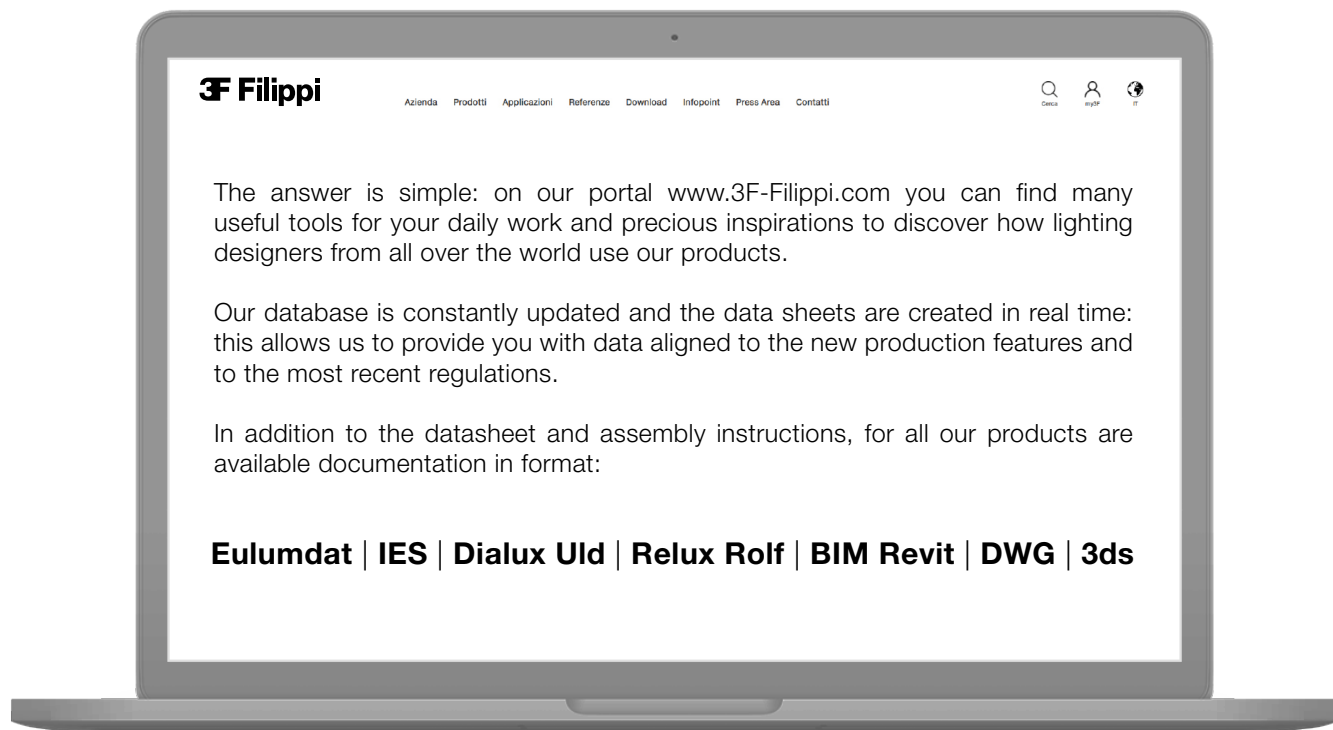 3F Filippi
Azienda Prodotti Applicazioni Referenze Download Infopoint Press Area Contatti
Cerca my3F IT
The answer is simple: on our portal www.3F-Filippi.com you can find many
useful tools for your daily work and precious inspirations to discover how lighting
designers from all over the world use our products.
Our database is constantly updated and the data sheets are created in real time:
this allows us to provide you with data aligned to the new production features and
to the most recent regulations.
In addition to the datasheet and assembly instructions, for all our products are
available documentation in format:
Eulumdat | IES | Dialux Uld | Relux Rolf | BIM Revit | DWG | 3ds